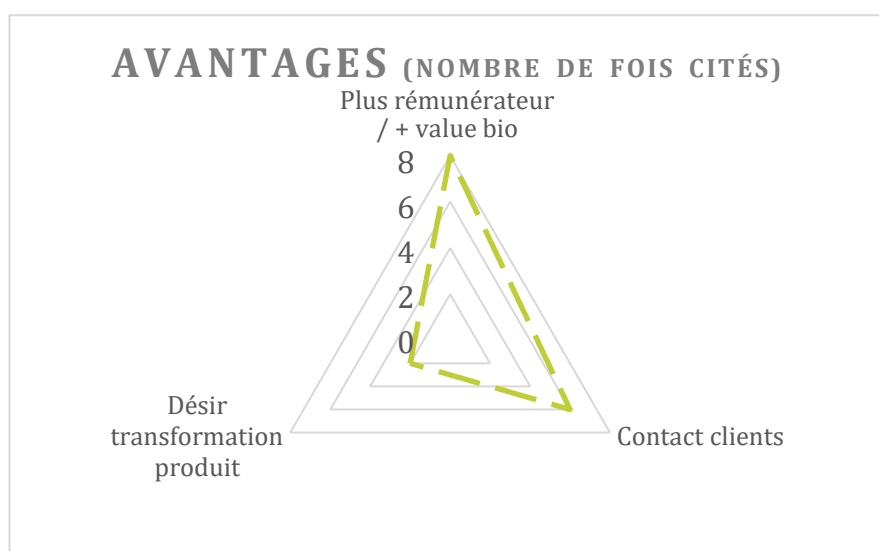 AVANTAGES (NOMBRE DE FOIS CITÉS)
Plus rémunérateur
/ + value bio
8
6
4
2
0
Désir
transformation
produit
Contact clients